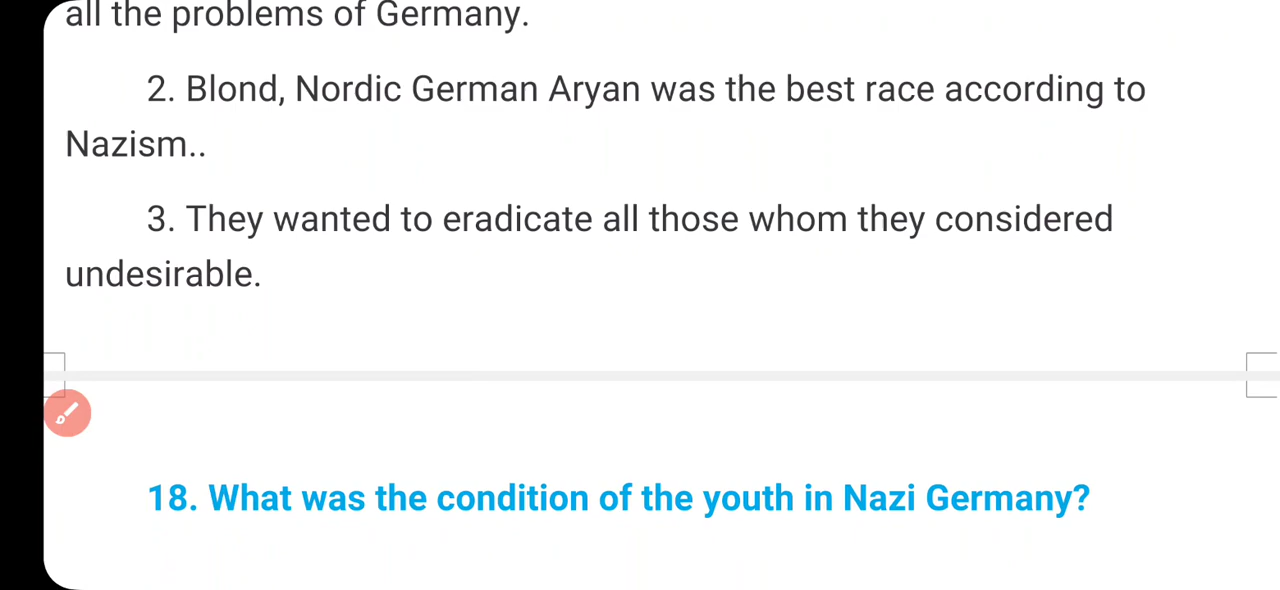 all the problems of Germany.
2. Blond, Nordic German Aryan was the best race according to
Nazism..
3. They wanted to eradicate all those whom they considered
undesirable.
18. What was the condition of the youth in Nazi Germany?